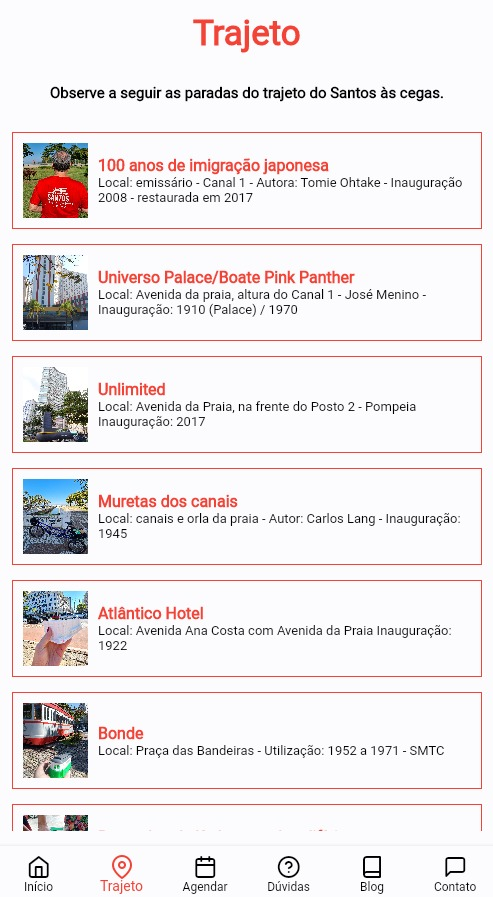 Trajeto
Observe a seguir as paradas do trajeto do Santos às cegas.
100 anos de imigração japonesa
Local: emissário - Canal 1 - Autora: Tomie Ohtake - Inauguração
2008 - restaurada em 2017
SANTOS
Universo Palace/Boate Pink Panther
Local: Avenida da praia, altura do Canal 1 - José Menino -
Inauguração: 1910 (Palace) / 1970
Unlimited
Local: Avenida da Praia, na frente do Posto 2 - Pompeia
Inauguração: 2017
Muretas dos canais
Local: canais e orla da praia - Autor: Carlos Lang - Inauguração:
1945
Atlântico Hotel
Local: Avenida Ana Costa com Avenida da Praia Inauguração:
1922
Bonde
Local: Praça das Bandeiras - Utilização: 1952 a 1971 - SMTC
Início
Trajeto
Agendar
Dúvidas
Blog
Contato